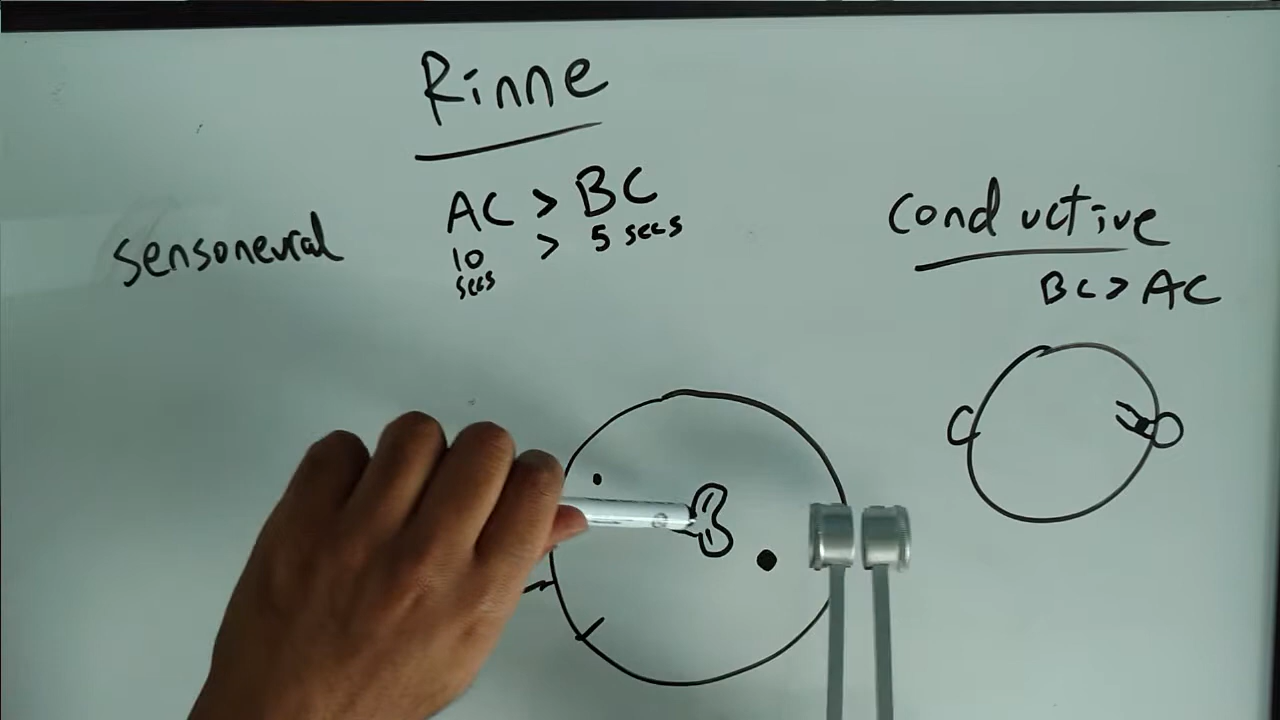 Rinne
AC > BC
10 secs > 5 secs
sensoneural
Conductive
BC > AC